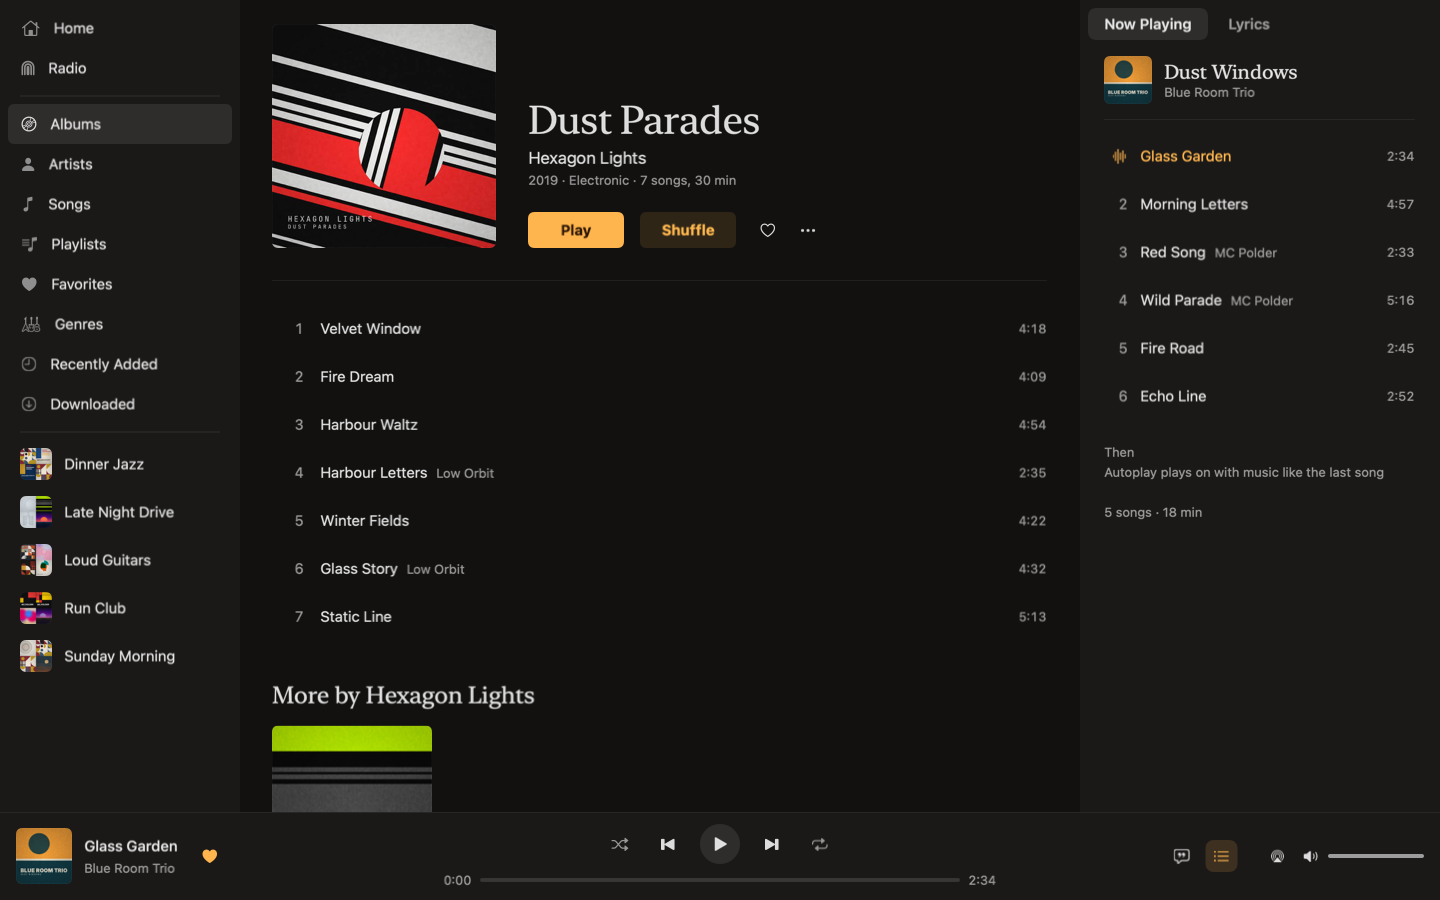 Home
Radio
Albums
Artists
Songs
Playlists
Favorites
Genres
Recently Added
Downloaded
Dinner Jazz
Late Night Drive
Loud Guitars
Run Club
Sunday Morning
HEXAGON LIGHTS
DUST PARADES
Dust Parades
Hexagon Lights
2019 · Electronic · 7 songs, 30 min
Play
Shuffle
1 Velvet Window 4:18
2 Fire Dream 4:09
3 Harbour Waltz 4:54
4 Harbour Letters Low Orbit 2:35
5 Winter Fields 4:22
6 Glass Story Low Orbit 4:32
7 Static Line 5:13
More by Hexagon Lights
Now Playing Lyrics
BLUE ROOM TRIO
Dust Windows
Blue Room Trio
Glass Garden 2:34
2 Morning Letters 4:57
3 Red Song MC Polder 2:33
4 Wild Parade MC Polder 5:16
5 Fire Road 2:45
6 Echo Line 2:52
Then
Autoplay plays on with music like the last song
5 songs · 18 min
BLUE ROOM TRIO
Glass Garden
Blue Room Trio
0:00 2:34